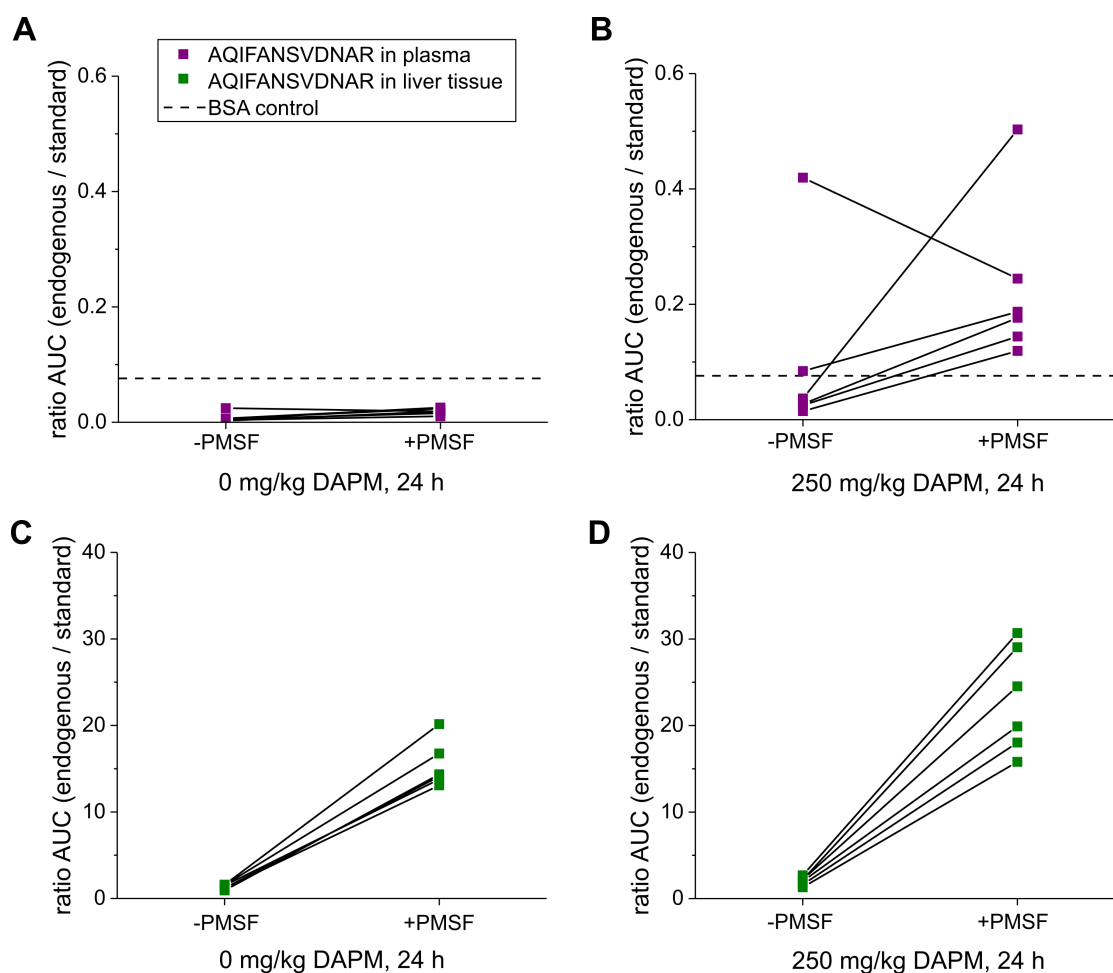 A
AQIFANSVDNAR in plasma
AQIFANSVDNAR in liver tissue
BSA control
ratio AUC (endogenous / standard)
0.6
0.4
0.2
0.0
-PMSF
+PMSF
0 mg/kg DAPM, 24 h
B
ratio AUC (endogenous / standard)
0.6
0.4
0.2
0.0
-PMSF
+PMSF
250 mg/kg DAPM, 24 h
C
ratio AUC (endogenous / standard)
40
30
20
10
0
-PMSF
+PMSF
0 mg/kg DAPM, 24 h
D
ratio AUC (endogenous / standard)
40
30
20
10
0
-PMSF
+PMSF
250 mg/kg DAPM, 24 h